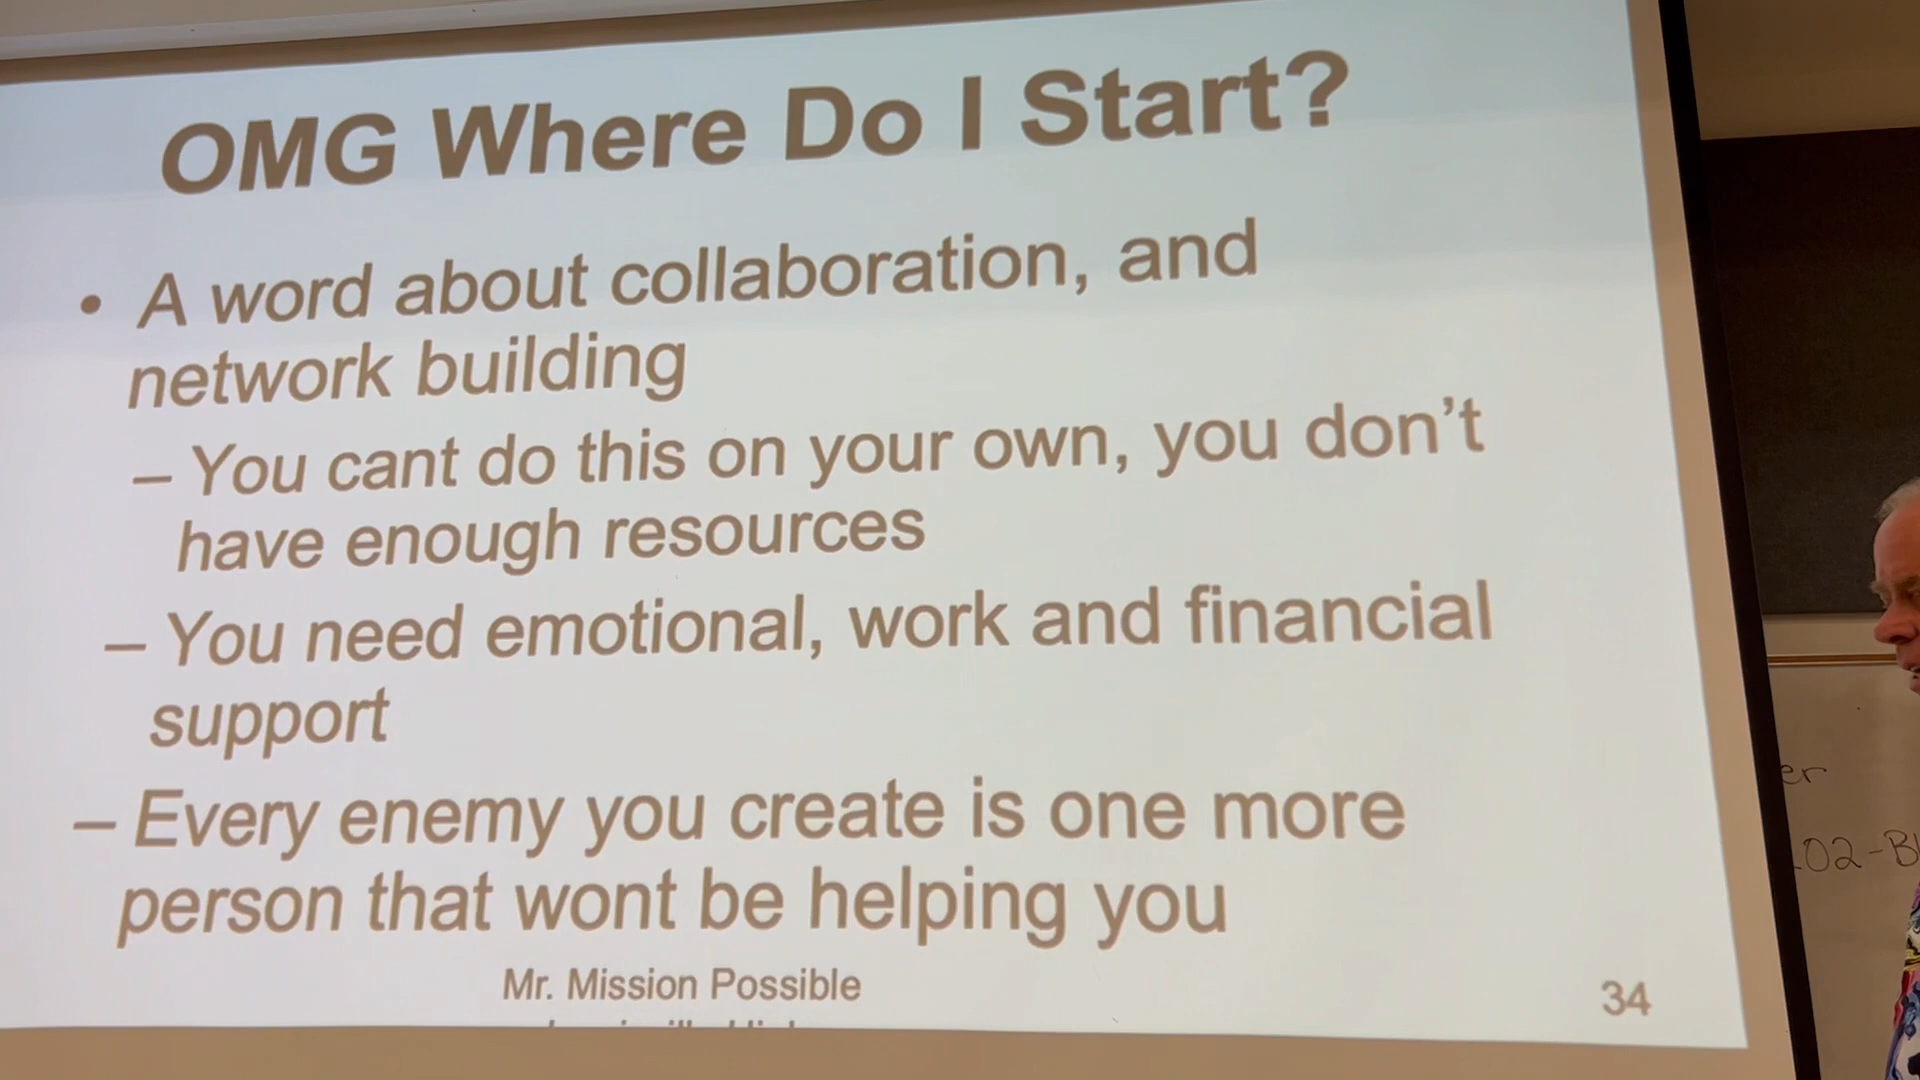 OMG Where Do I Start?
• A word about collaboration, and
network building
– You cant do this on your own, you don’t
have enough resources
– You need emotional, work and financial
support
– Every enemy you create is one more
person that wont be helping you
Mr. Mission Possible
34
er
02-B